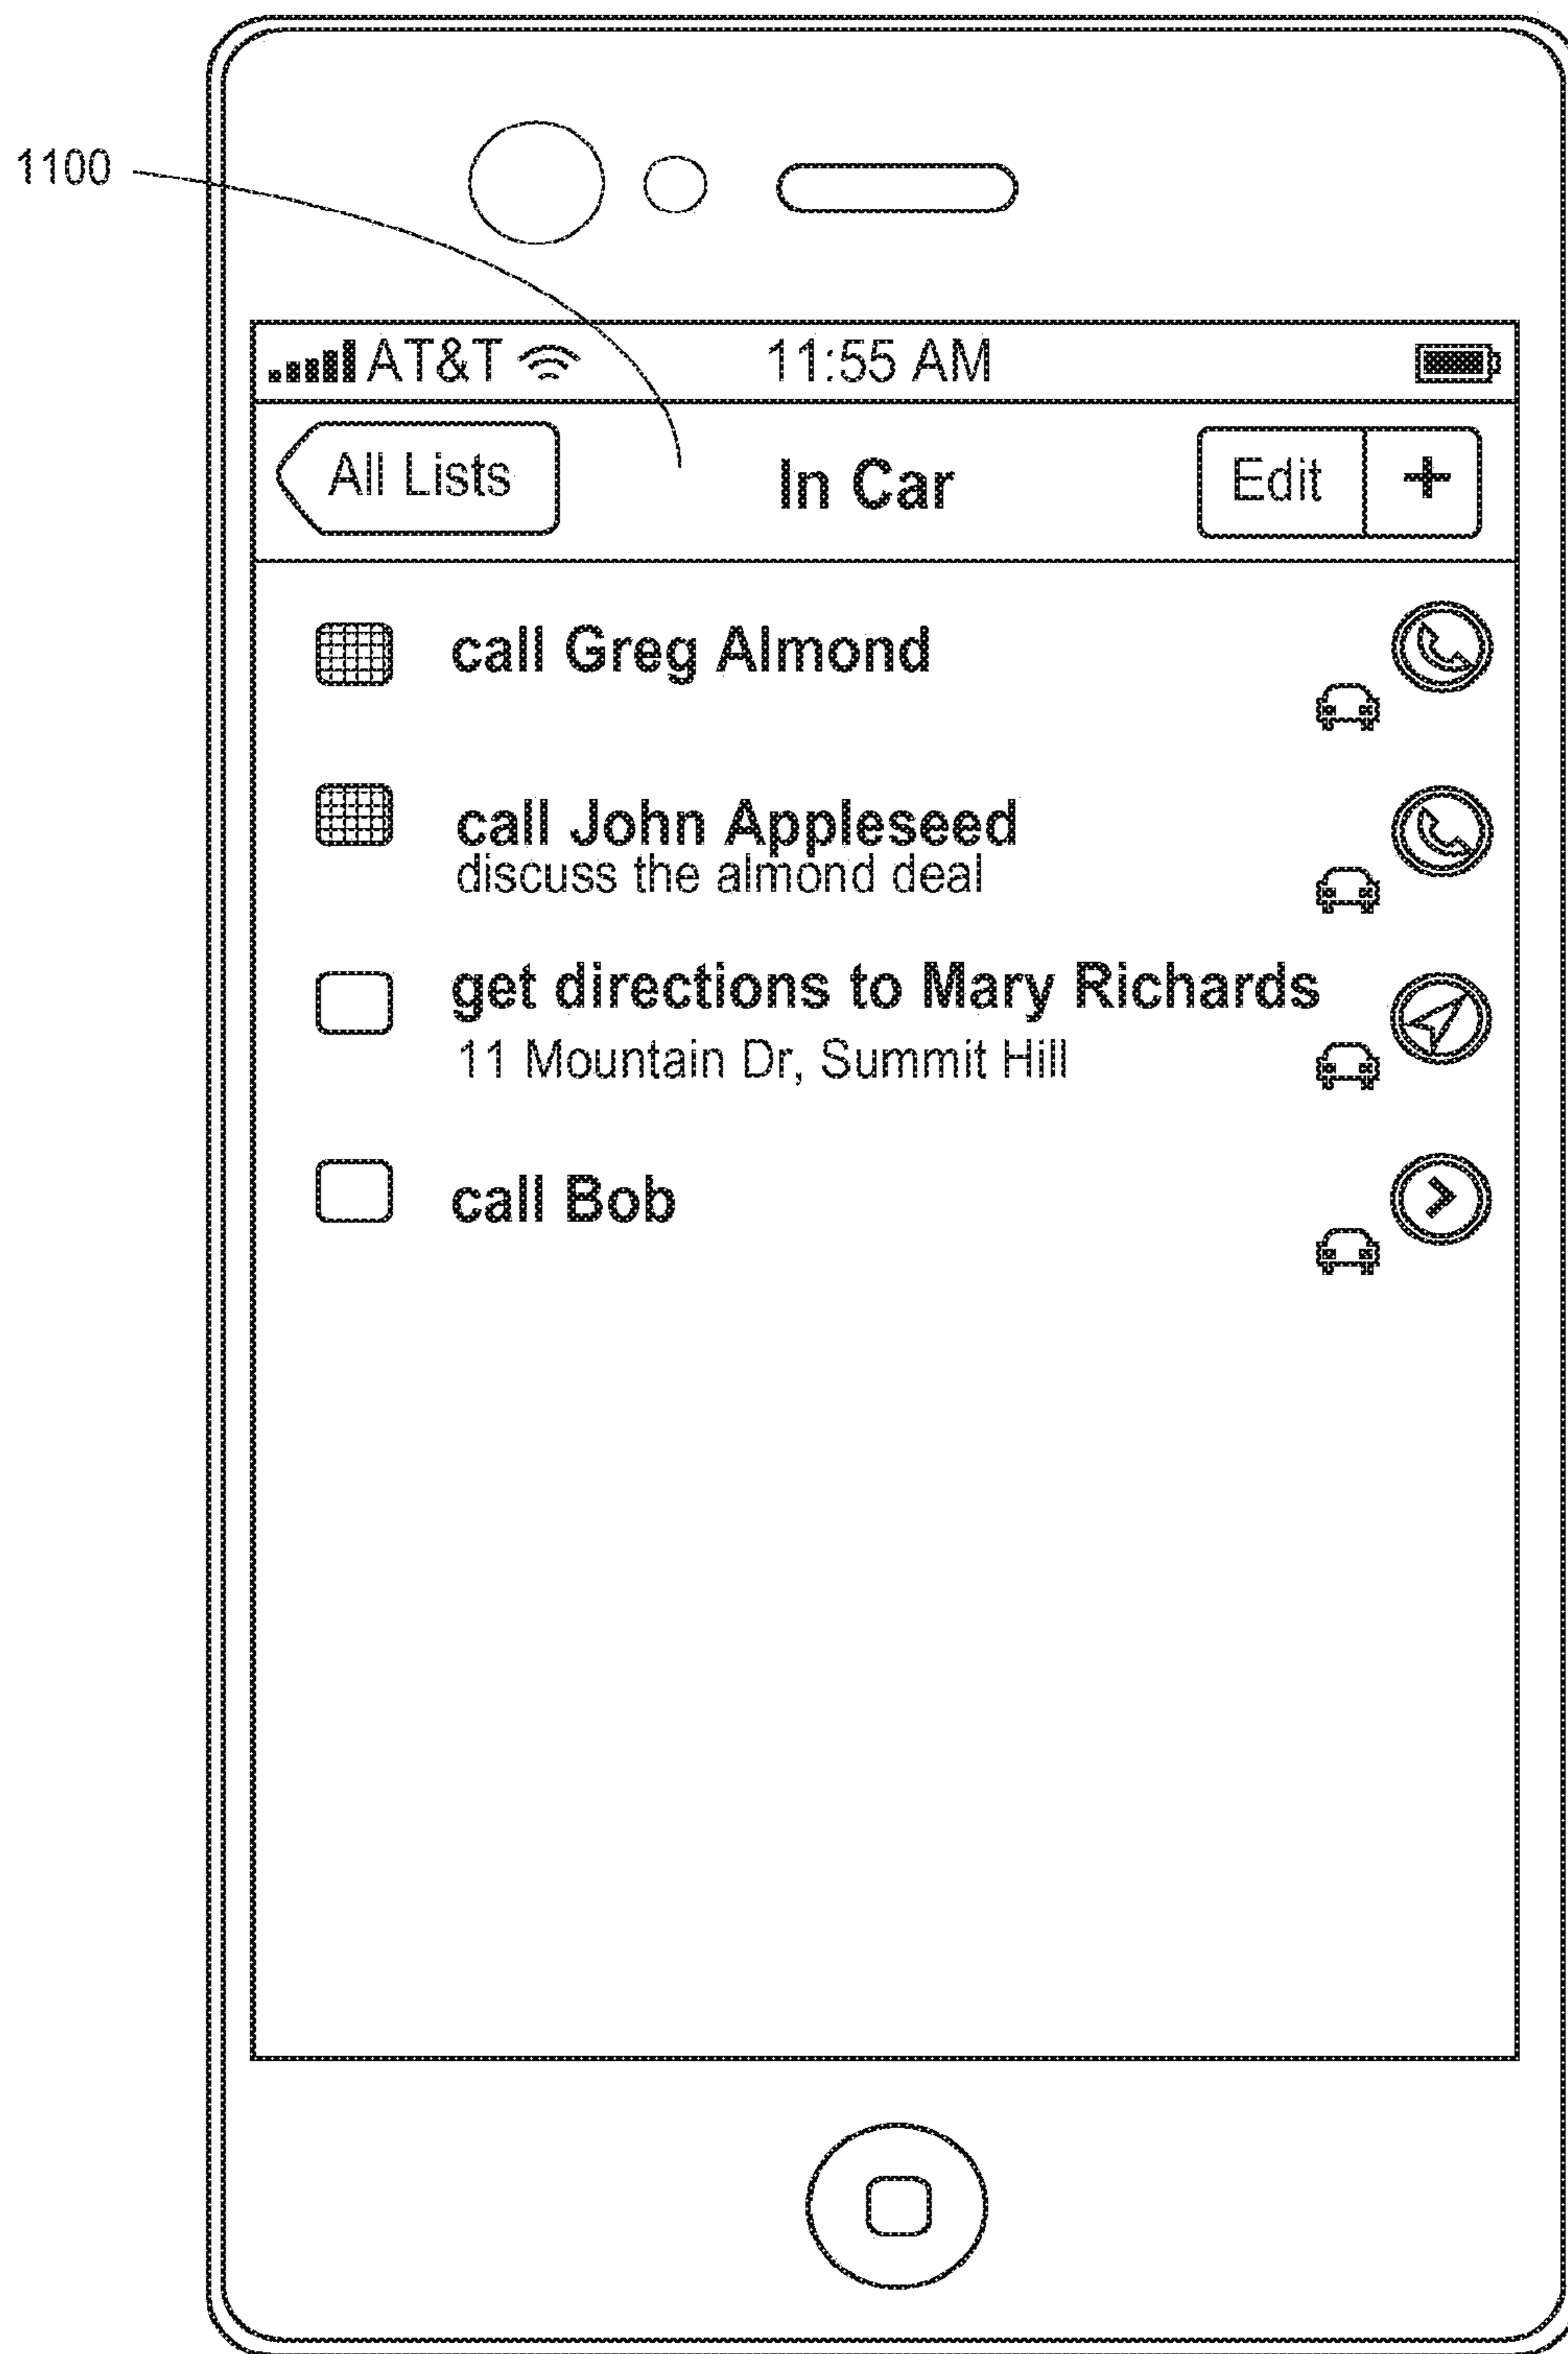 1100
AT&T 11:55 AM
All Lists In Car Edit +
call Greg Almond
call John Appleseed
discuss the almond deal
get directions to Mary Richards
11 Mountain Dr, Summit Hill
call Bob